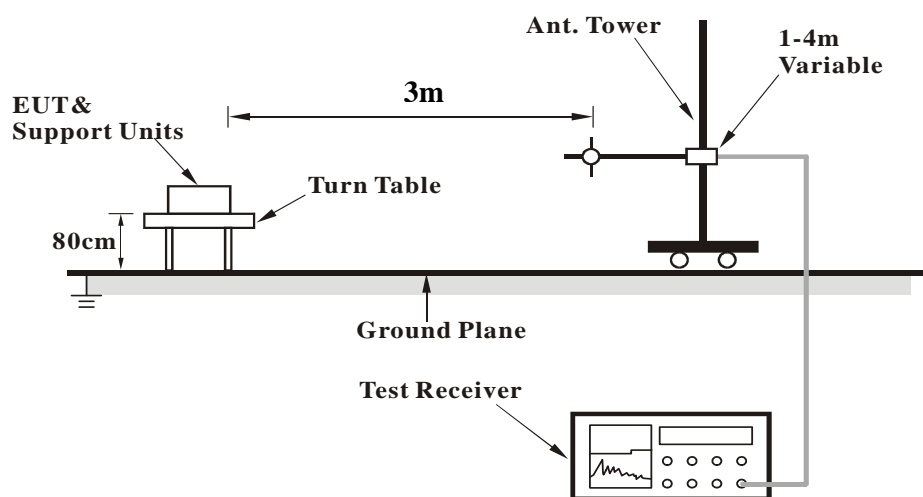 Ant. Tower
1-4m
Variable
3m
EUT&
Support Units
Turn Table
80cm
Ground Plane
Test Receiver